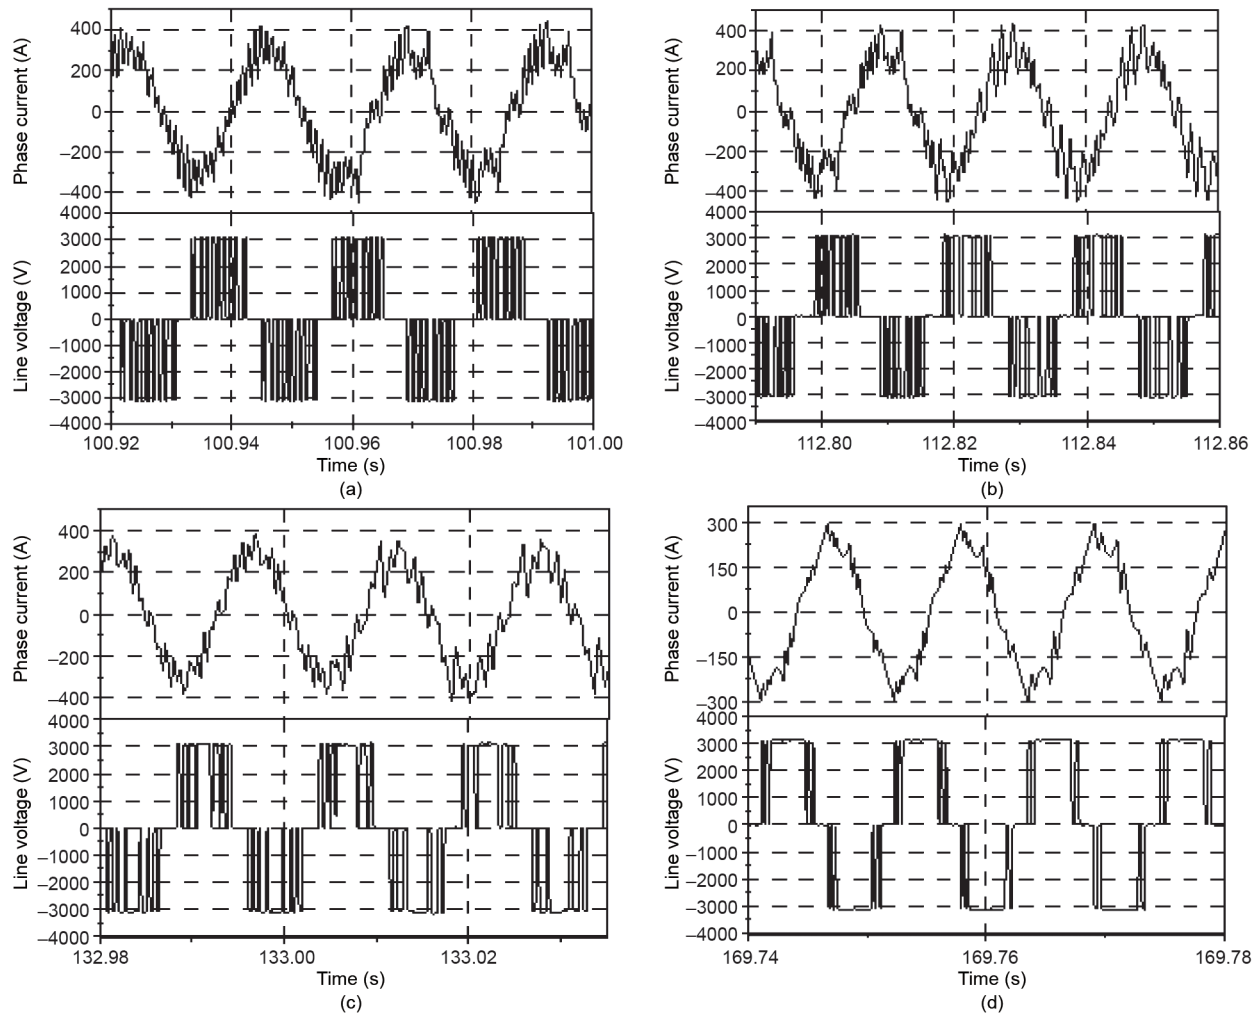 Phase current (A)
400
200
0
–200
–400
Line voltage (V)
4000
3000
2000
1000
0
–1000
–2000
–3000
–4000
100.92 100.94 100.96 100.98 101.00
Time (s)
(a)
Phase current (A)
400
200
0
–200
–400
Line voltage (V)
4000
3000
2000
1000
0
–1000
–2000
–3000
–4000
112.80 112.82 112.84 112.86
Time (s)
(b)
Phase current (A)
400
200
0
–200
–400
Line voltage (V)
4000
3000
2000
1000
0
–1000
–2000
–3000
–4000
132.98 133.00 133.02
Time (s)
(c)
Phase current (A)
300
150
0
–150
–300
Line voltage (V)
4000
3000
2000
1000
0
–1000
–2000
–3000
–4000
169.74 169.76 169.78
Time (s)
(d)